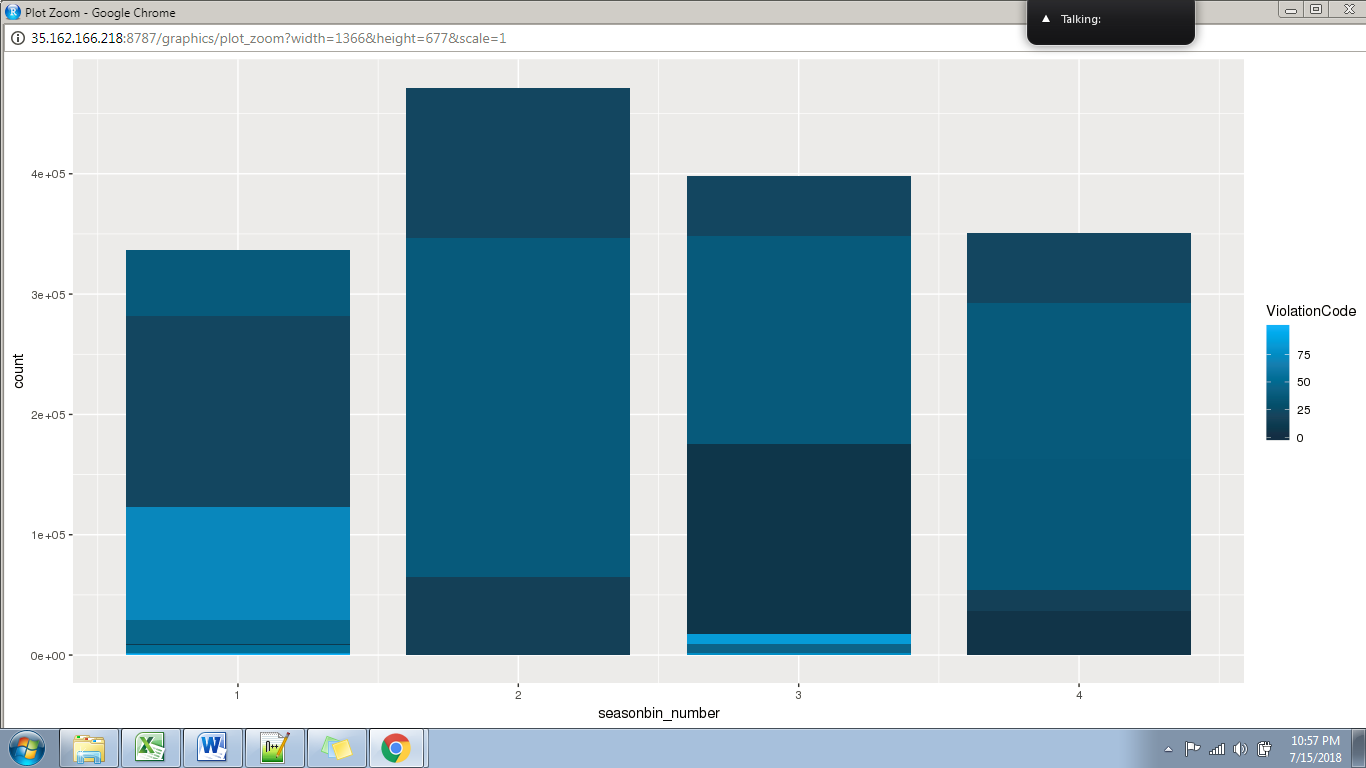 Plot Zoom - Google Chrome
Talking:
35.162.166.218:8787/graphics/plot_zoom?width=1366&height=677&scale=1
count
4e+05
3e+05
2e+05
1e+05
0e+00
1 2 3 4
seasonbin_number
ViolationCode
75
50
25
0
10:57 PM
7/15/2018